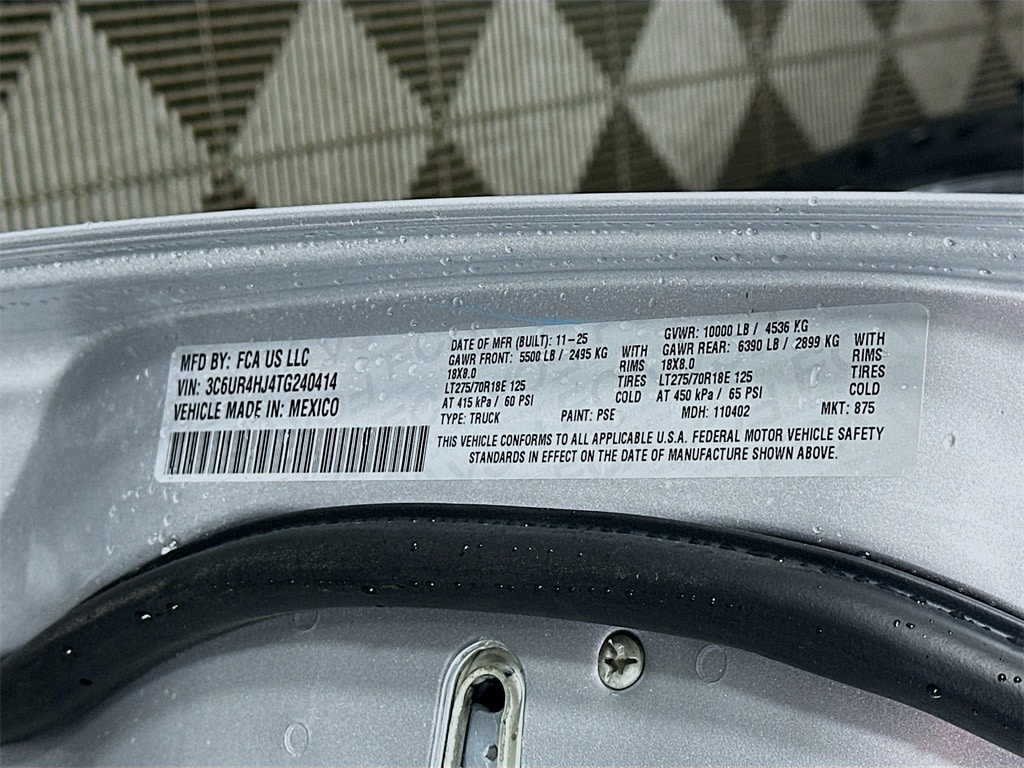 MFD BY: FCA US LLC
VIN: 3C6UR4HJ4TG240414
VEHICLE MADE IN: MEXICO
DATE OF MFR (BUILT): 11-25
GAWR FRONT: 5500 LB / 2495 KG
18X8.0
LT275/70R18E 125
AT 415 kPa / 60 PSI
WITH
RIMS
TIRES
COLD
GVWR: 10000 LB / 4536 KG
GAWR REAR: 6390 LB / 2899 KG
18X8.0
LT275/70R18E 125
AT 450 kPa / 65 PSI
WITH
RIMS
TIRES
COLD
TYPE: TRUCK PAINT: PSE MDH: 110402 MKT: 875
THIS VEHICLE CONFORMS TO ALL APPLICABLE U.S.A. FEDERAL MOTOR VEHICLE SAFETY
STANDARDS IN EFFECT ON THE DATE OF MANUFACTURE SHOWN ABOVE.